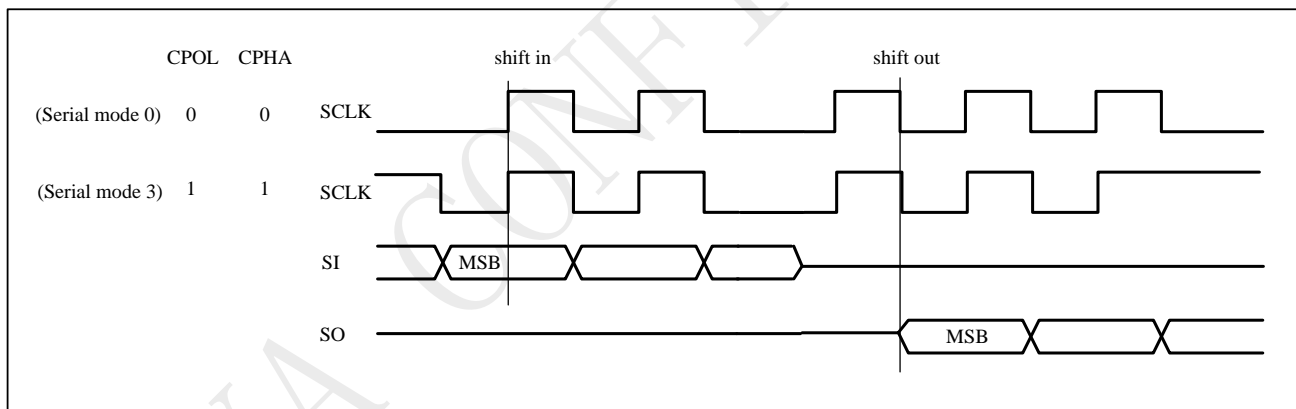 CPOL CPHA shift in shift out
(Serial mode 0) 0 0 SCLK
(Serial mode 3) 1 1 SCLK
SI MSB
SO MSB